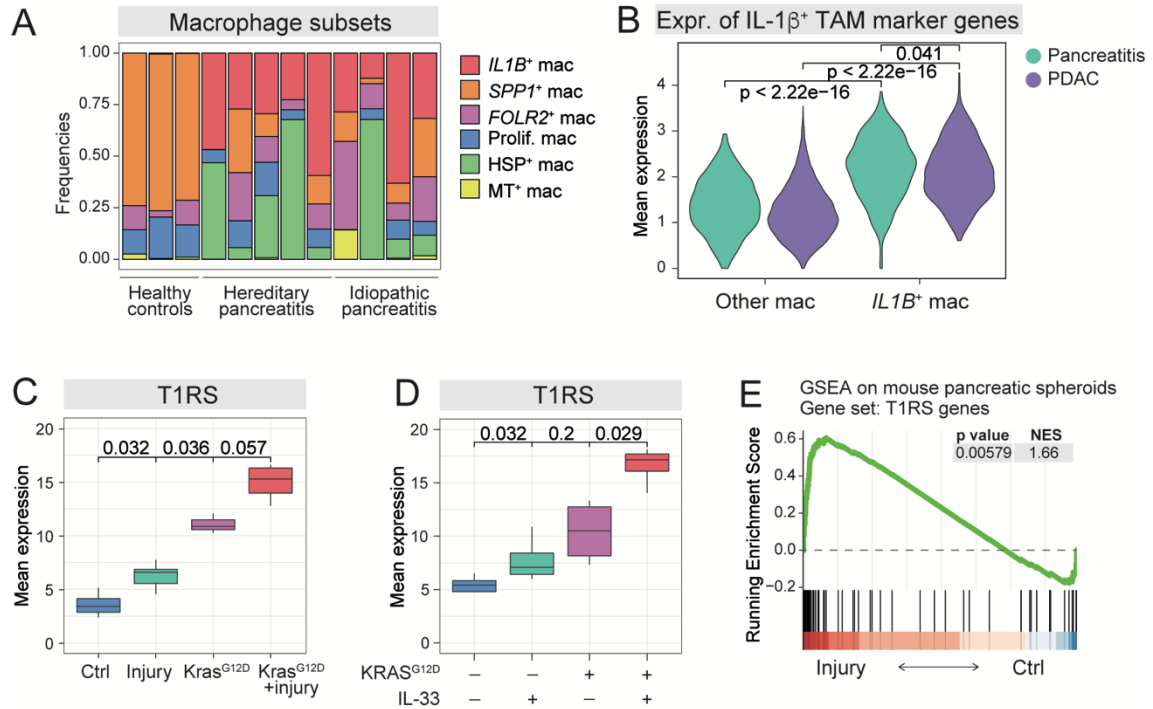 A
Macrophage subsets
1.00
0.75
0.50
0.25
0.00
Frequencies
IL1B⁺ mac
SPP1⁺ mac
FOLR2⁺ mac
Prolif. mac
HSP⁺ mac
MT⁺ mac
Healthy
controls
Hereditary
pancreatitis
Idiopathic
pancreatitis
B
Expr. of IL-1β⁺ TAM marker genes
0.041
p < 2.22e−16
p < 2.22e−16
4
3
2
1
0
Mean expression
Other mac
IL1B⁺ mac
Pancreatitis
PDAC
C
T1RS
20
15
10
5
0
Mean expression
0.032
0.036
0.057
Ctrl
Injury
Krasᴳ¹²ᴰ
Krasᴳ¹²ᴰ
+injury
D
T1RS
20
15
10
5
0
Mean expression
0.032
0.2
0.029
KRASᴳ¹²ᴰ − − + +
IL-33 − + − +
E
GSEA on mouse pancreatic spheroids
Gene set: T1RS genes
p value NES
0.00579 1.66
0.6
0.4
0.2
0.0
−0.2
Running Enrichment Score
Injury
Ctrl